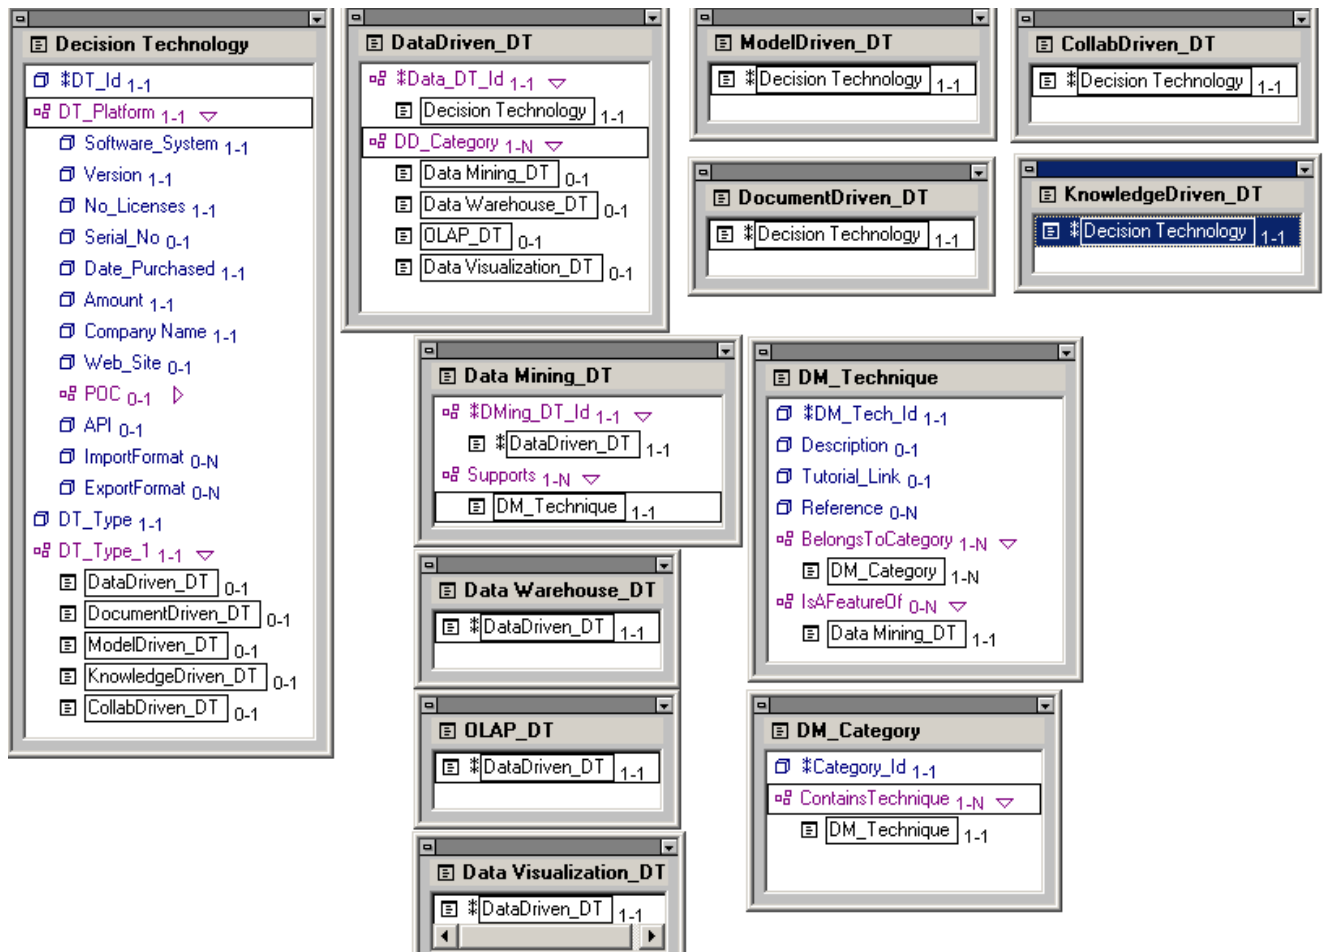 Decision Technology
‡DT_Id 1-1
DT_Platform 1-1
Software_System 1-1
Version 1-1
No_Licenses 1-1
Serial_No 0-1
Date_Purchased 1-1
Amount 1-1
Company Name 1-1
Web_Site 0-1
POC 0-1
API 0-1
ImportFormat 0-N
ExportFormat 0-N
DT_Type 1-1
DT_Type_1 1-1
DataDriven_DT 0-1
DocumentDriven_DT 0-1
ModelDriven_DT 0-1
KnowledgeDriven_DT 0-1
CollabDriven_DT 0-1
DataDriven_DT
‡Data_DT_Id 1-1
Decision Technology 1-1
DD_Category 1-N
Data Mining_DT 0-1
Data Warehouse_DT 0-1
OLAP_DT 0-1
Data Visualization_DT 0-1
ModelDriven_DT
‡Decision Technology 1-1
CollabDriven_DT
‡Decision Technology 1-1
DocumentDriven_DT
‡Decision Technology 1-1
KnowledgeDriven_DT
‡Decision Technology 1-1
Data Mining_DT
‡DMing_DT_Id 1-1
‡DataDriven_DT 1-1
Supports 1-N
DM_Technique 1-1
DM_Technique
‡DM_Tech_Id 1-1
Description 0-1
Tutorial_Link 0-1
Reference 0-N
BelongsToCategory 1-N
DM_Category 1-N
IsAFeatureOf 0-N
Data Mining_DT 1-1
Data Warehouse_DT
‡DataDriven_DT 1-1
OLAP_DT
‡DataDriven_DT 1-1
DM_Category
‡Category_Id 1-1
ContainsTechnique 1-N
DM_Technique 1-1
Data Visualization_DT
‡DataDriven_DT 1-1